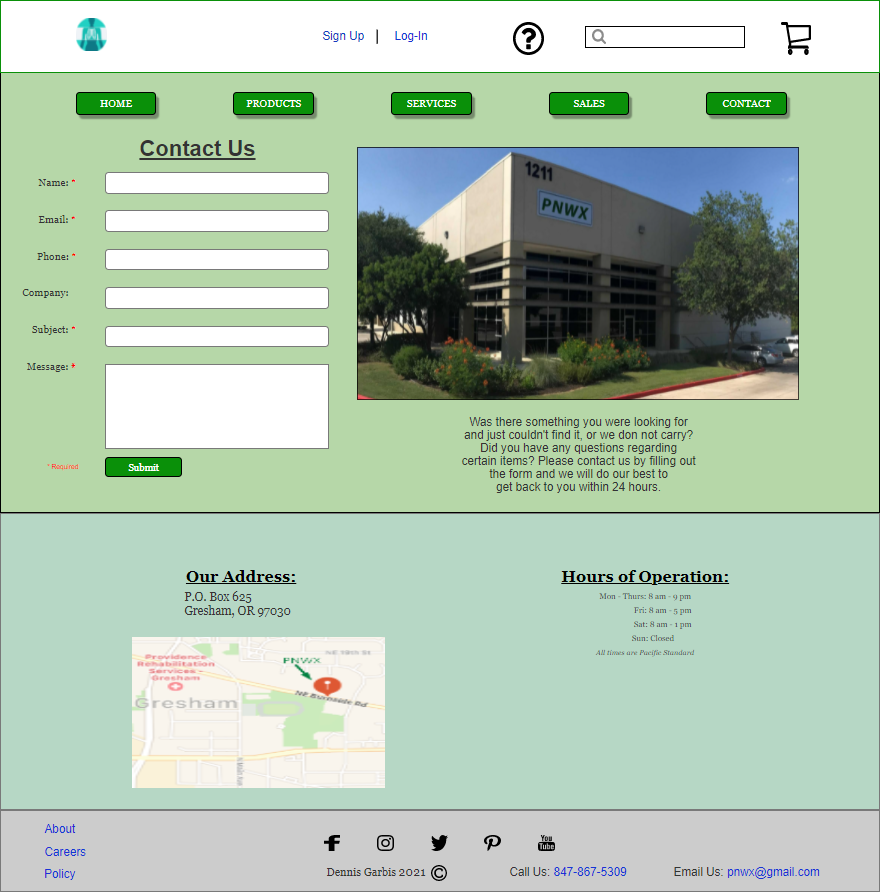 Sign Up | Log-In
HOME PRODUCTS SERVICES SALES CONTACT
Contact Us
Name: *
Email: *
Phone: *
Company:
Subject: *
Message: *
* Required
Submit
1211
PNWX
Was there something you were looking for
and just couldn't find it, or we don not carry?
Did you have any questions regarding
certain items? Please contact us by filling out
the form and we will do our best to
get back to you within 24 hours.
Our Address:
P.O. Box 625
Gresham, OR 97030
NE 19th St
Providence
Rehabilitation
Services -
Gresham
PNWX
NE Burnside Rd
Gresham
N Main Ave
Hours of Operation:
Mon - Thurs: 8 am - 9 pm
Fri: 8 am - 5 pm
Sat: 8 am - 1 pm
Sun: Closed
All times are Pacific Standard
About
Careers
Policy
You
Tube
Dennis Garbis 2021 ©
Call Us: 847-867-5309
Email Us: pnwx@gmail.com